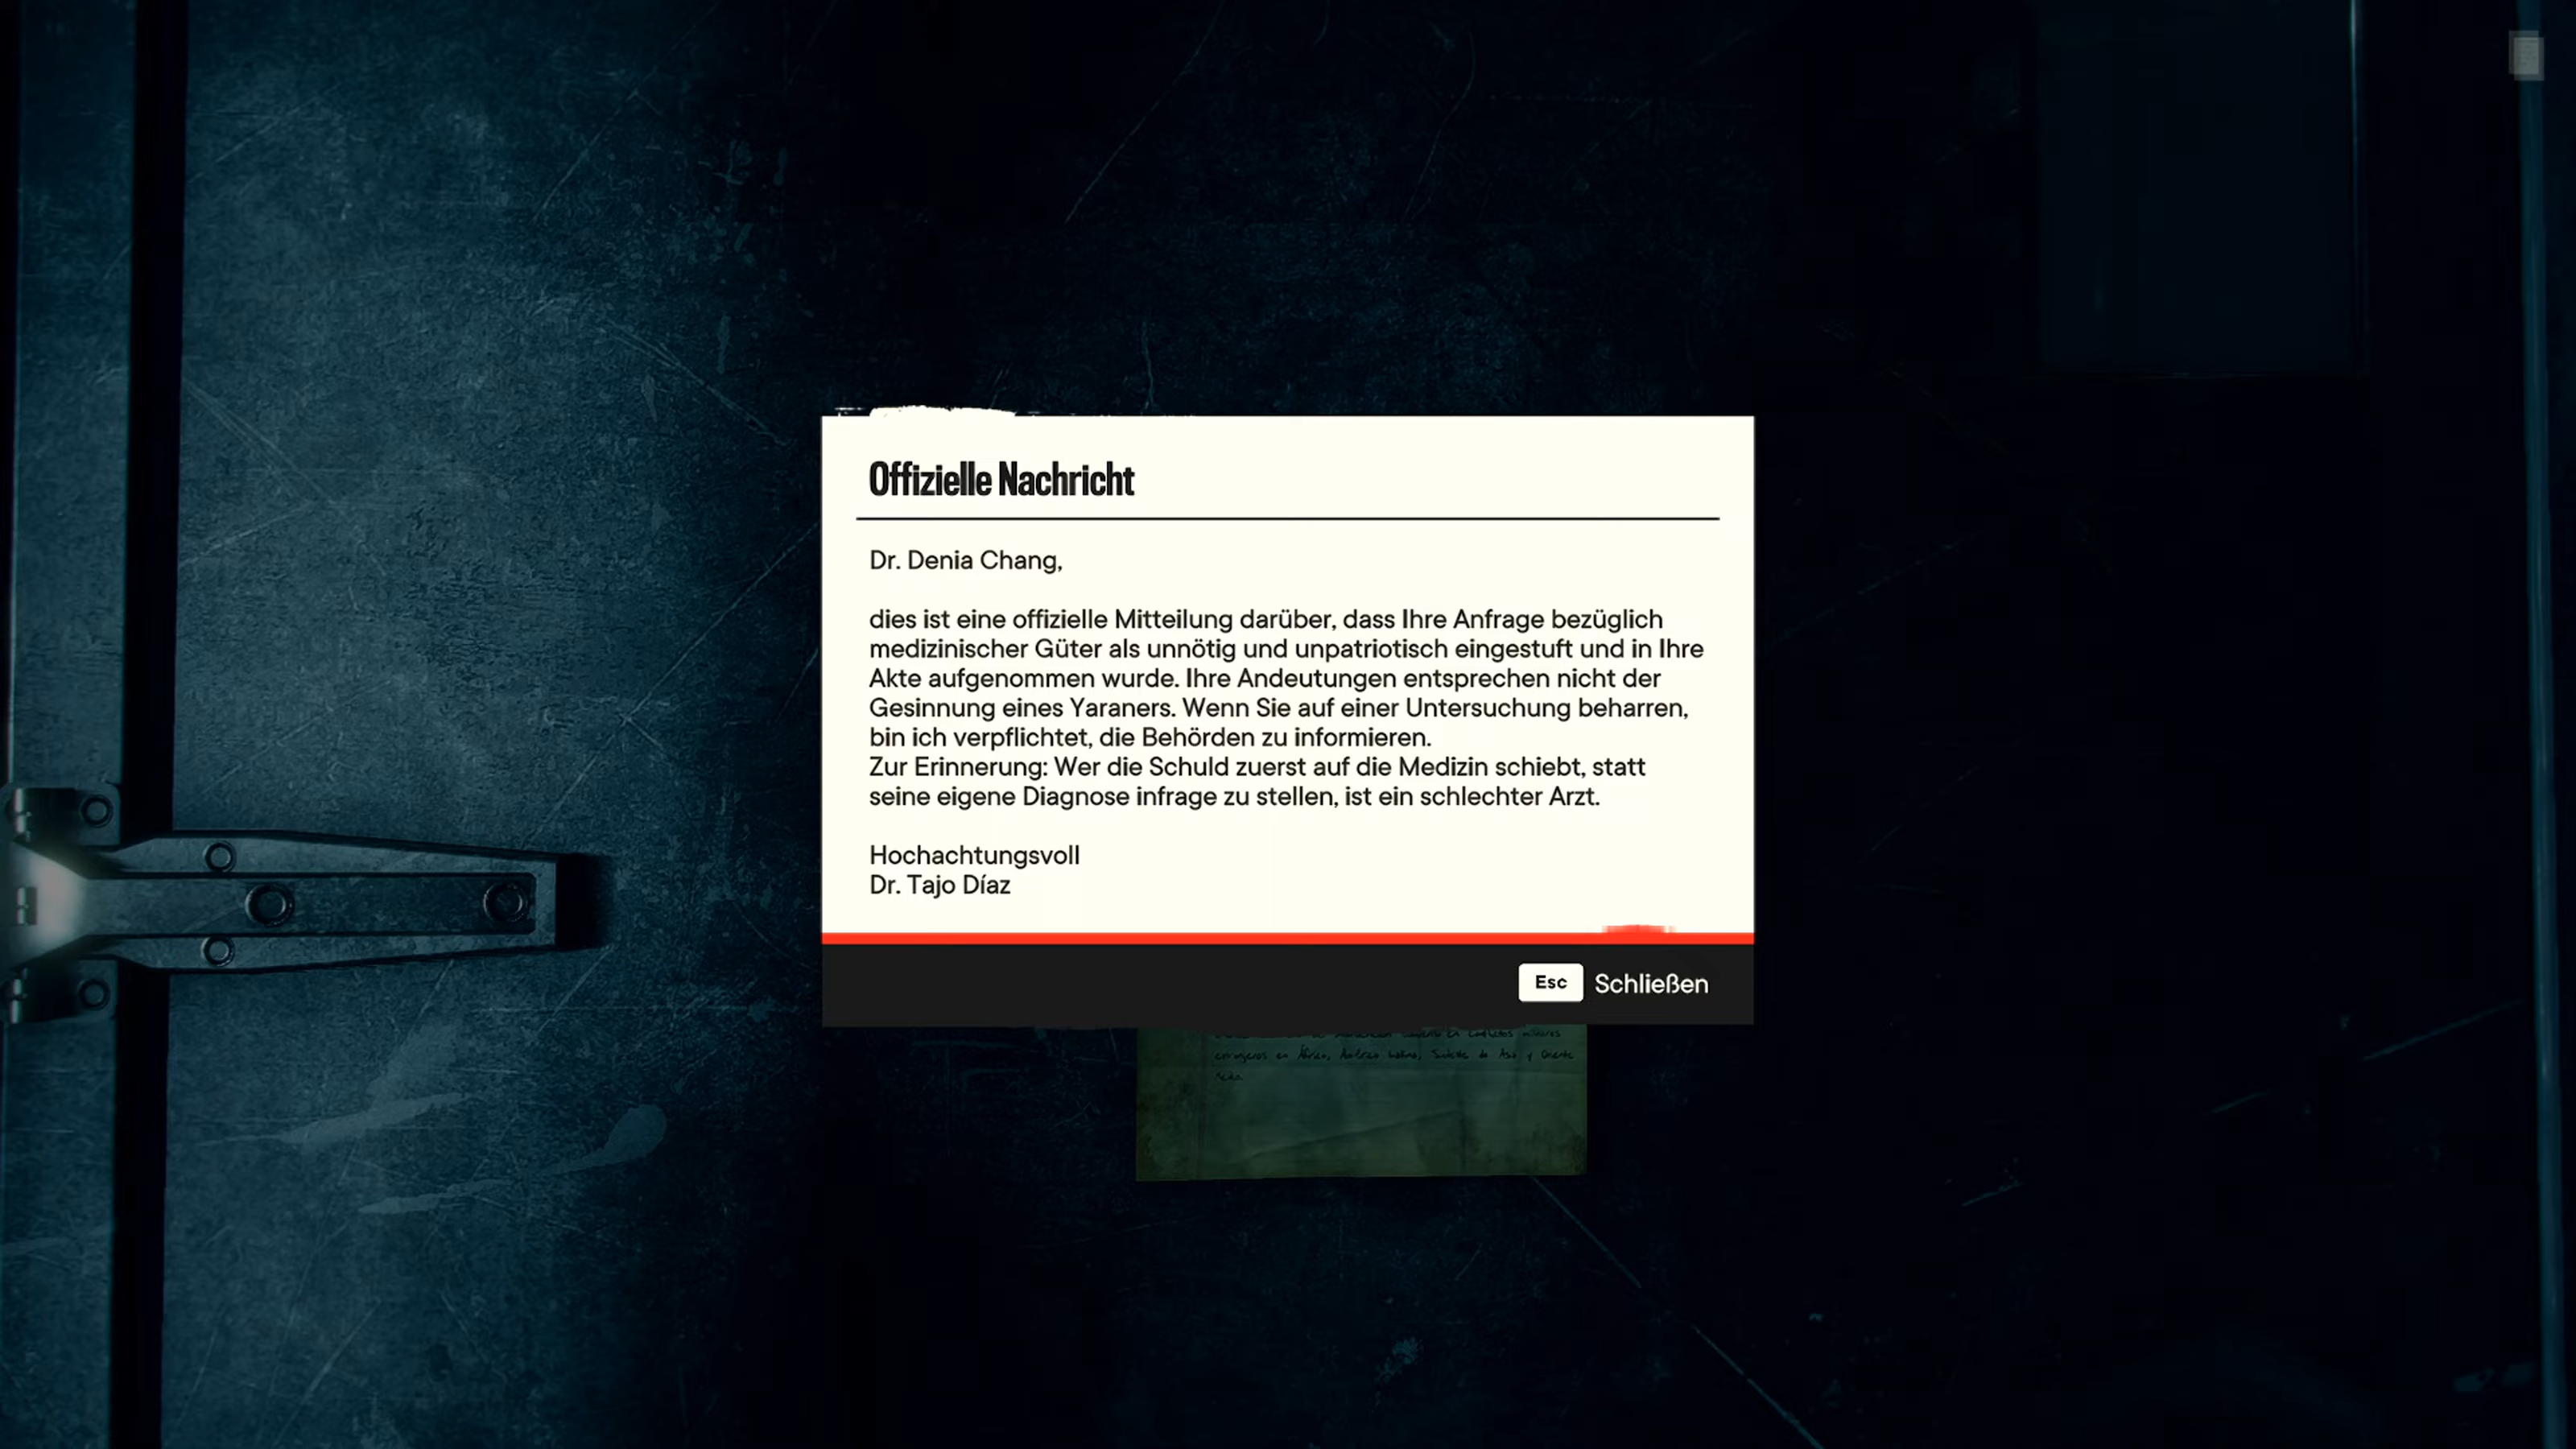 Offizielle Nachricht
Dr. Denia Chang,
dies ist eine offizielle Mitteilung darüber, dass Ihre Anfrage bezüglich
medizinischer Güter als unnötig und unpatriotisch eingestuft und in Ihre
Akte aufgenommen wurde. Ihre Andeutungen entsprechen nicht der
Gesinnung eines Yaraners. Wenn Sie auf einer Untersuchung beharren,
bin ich verpflichtet, die Behörden zu informieren.
Zur Erinnerung: Wer die Schuld zuerst auf die Medizin schiebt, statt
seine eigene Diagnose infrage zu stellen, ist ein schlechter Arzt.
Hochachtungsvoll
Dr. Tajo Díaz
Esc Schließen
en conflictos
en África,